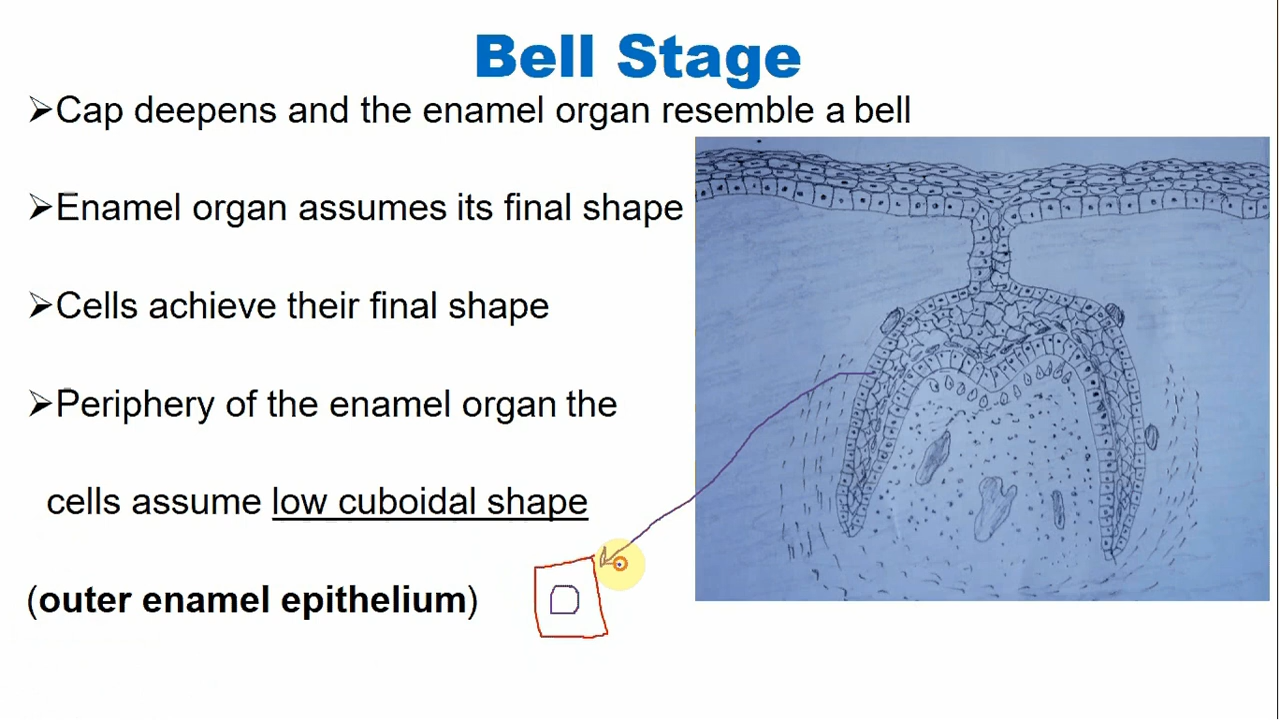 Bell Stage
➢Cap deepens and the enamel organ resemble a bell
➢Enamel organ assumes its final shape
➢Cells achieve their final shape
➢Periphery of the enamel organ the
cells assume low cuboidal shape
(outer enamel epithelium)